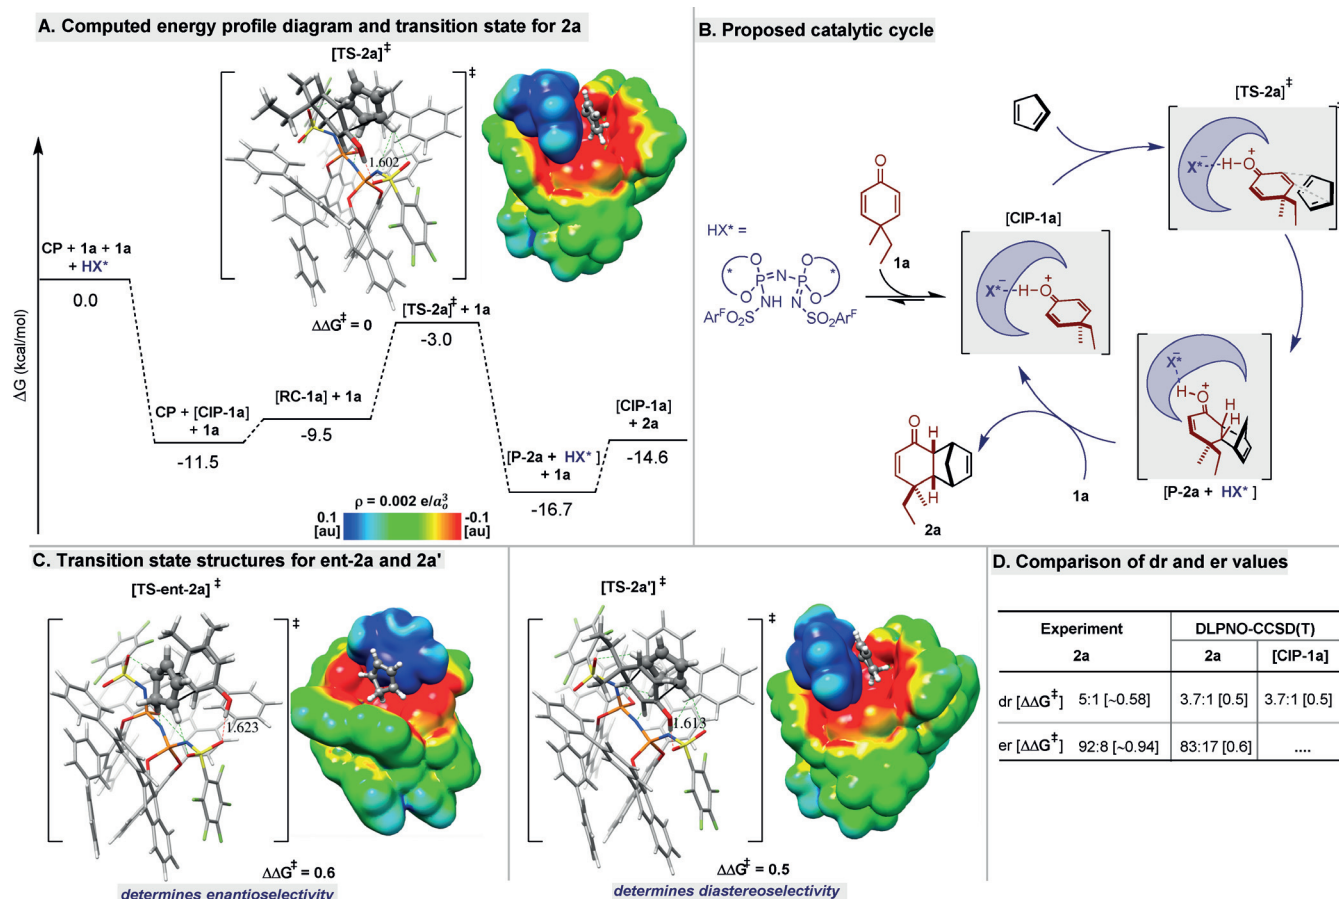 A. Computed energy profile diagram and transition state for 2a
[TS-2a]‡
‡
1.602
ΔG (kcal/mol)
CP + 1a + 1a
+ HX*
0.0
CP + [CIP-1a]
+ 1a
-11.5
[RC-1a] + 1a
-9.5
ΔΔG‡ = 0
[TS-2a]‡ + 1a
-3.0
[P-2a + HX*]
+ 1a
-16.7
[CIP-1a]
+ 2a
-14.6
ρ = 0.002 e/a₀³
0.1
[au]
-0.1
[au]
B. Proposed catalytic cycle
HX* =
O
O
*
P=N-P
O
O
*
NH
N
ArFO2S
SO2ArF
O
1a
[CIP-1a]
X*−
H
O+
[TS-2a]‡
X*−
H
O+
X*−
H
O+
H
H
[P-2a + HX*]
1a
O
H
H
2a
C. Transition state structures for ent-2a and 2a'
[TS-ent-2a]‡
‡
1.623
ΔΔG‡ = 0.6
determines enantioselectivity
[TS-2a']‡
‡
1.613
ΔΔG‡ = 0.5
determines diastereoselectivity
D. Comparison of dr and er values
Experiment DLPNO-CCSD(T)
2a 2a [CIP-1a]
dr [ΔΔG‡] 5:1 [~0.58] 3.7:1 [0.5] 3.7:1 [0.5]
er [ΔΔG‡] 92:8 [~0.94] 83:17 [0.6] ....